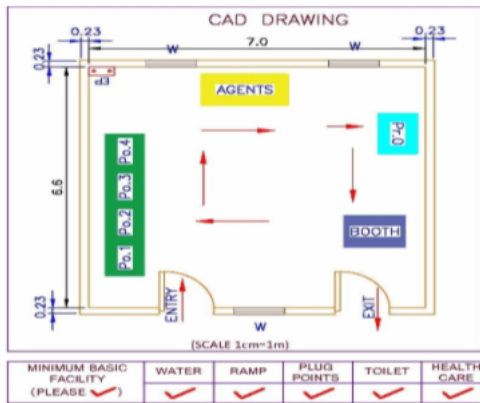 CAD DRAWING
0.23
7.0
0.23
0.23
W
W
EP
AGENTS
Pr.O
6.6
Po.4
Po.3
Po.2
Po.1
BOOTH
0.23
ENTRY
EXIT
W
(SCALE 1cm=1m)
MINIMUM BASIC FACILITY (PLEASE ✓)
WATER
RAMP
PLUG POINTS
TOILET
HEALTH CARE
✓ ✓ ✓ ✓ ✓